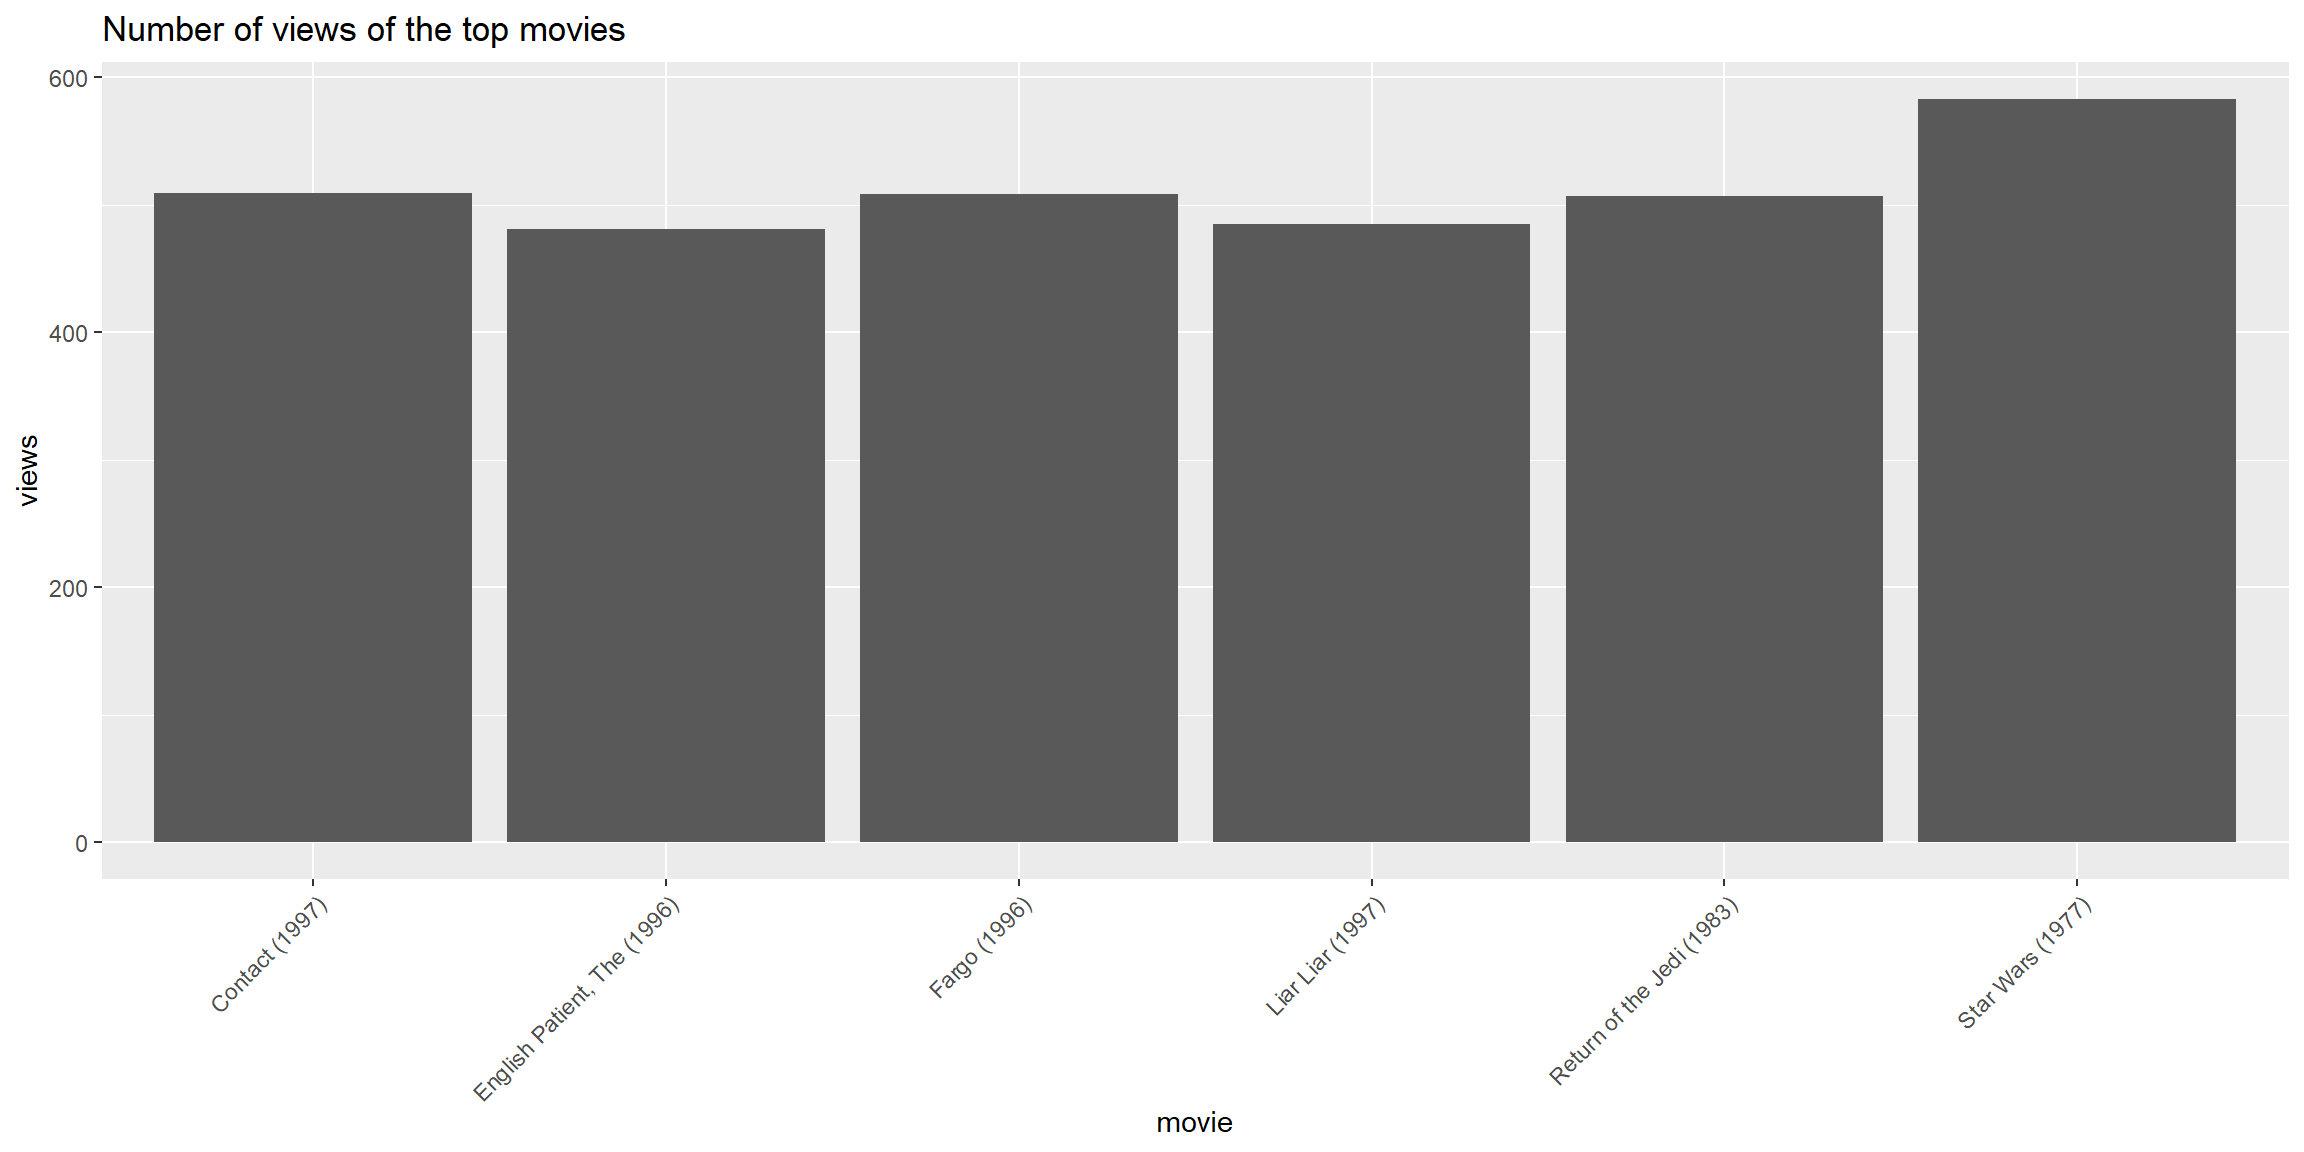 Number of views of the top movies
600
400
200
0
views
Contact (1997)
English Patient, The (1996)
Fargo (1996)
Liar Liar (1997)
Return of the Jedi (1983)
Star Wars (1977)
movie